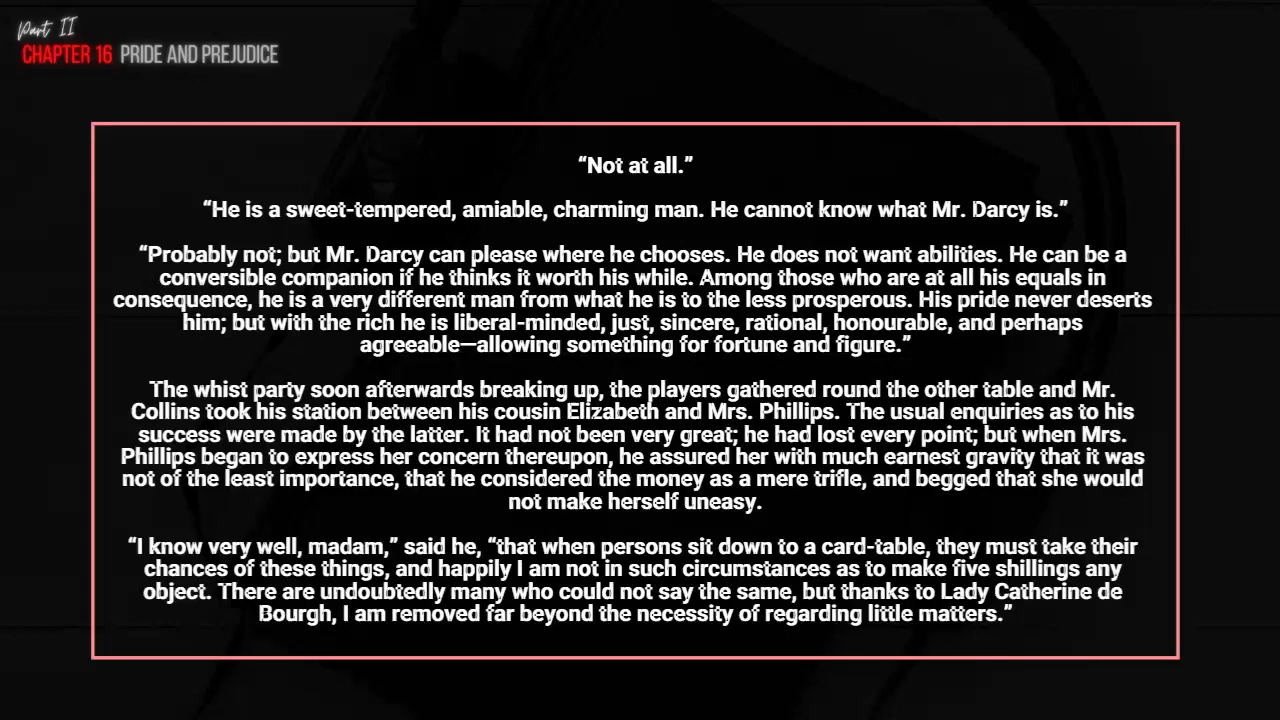 Part II
CHAPTER 16 PRIDE AND PREJUDICE
“Not at all.”
“He is a sweet-tempered, amiable, charming man. He cannot know what Mr. Darcy is.”
“Probably not; but Mr. Darcy can please where he chooses. He does not want abilities. He can be a
conversible companion if he thinks it worth his while. Among those who are at all his equals in
consequence, he is a very different man from what he is to the less prosperous. His pride never deserts
him; but with the rich he is liberal-minded, just, sincere, rational, honourable, and perhaps
agreeable—allowing something for fortune and figure.”
The whist party soon afterwards breaking up, the players gathered round the other table and Mr.
Collins took his station between his cousin Elizabeth and Mrs. Phillips. The usual enquiries as to his
success were made by the latter. It had not been very great; he had lost every point; but when Mrs.
Phillips began to express her concern thereupon, he assured her with much earnest gravity that it was
not of the least importance, that he considered the money as a mere trifle, and begged that she would
not make herself uneasy.
“I know very well, madam,” said he, “that when persons sit down to a card-table, they must take their
chances of these things, and happily I am not in such circumstances as to make five shillings any
object. There are undoubtedly many who could not say the same, but thanks to Lady Catherine de
Bourgh, I am removed far beyond the necessity of regarding little matters.”